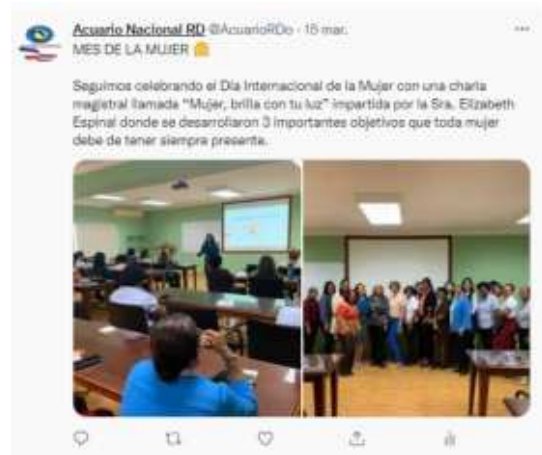 Acuario Nacional RD @AcuarioRDo · 15 mar.
MES DE LA MUJER
Seguimos celebrando el Día Internacional de la Mujer con una charla
magistral llamada “Mujer, brilla con tu luz” impartida por la Sra. Elizabeth
Espinal donde se desarrollaron 3 importantes objetivos que toda mujer
debe de tener siempre presente.